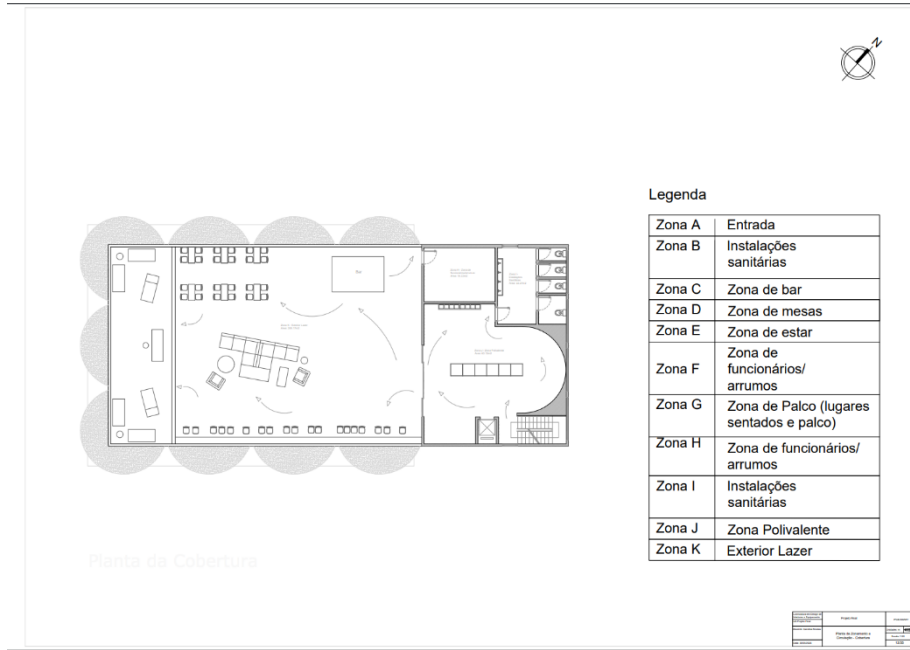 N
Legenda
Zona A Entrada
Zona B Instalações
sanitárias
Zona C Zona de bar
Zona D Zona de mesas
Zona E Zona de estar
Zona F Zona de
funcionários/
arrumos
Zona G Zona de Palco (lugares
sentados e palco)
Zona H Zona de funcionários/
arrumos
Zona I Instalações
sanitárias
Zona J Zona Polivalente
Zona K Exterior Lazer
Planta da Cobertura